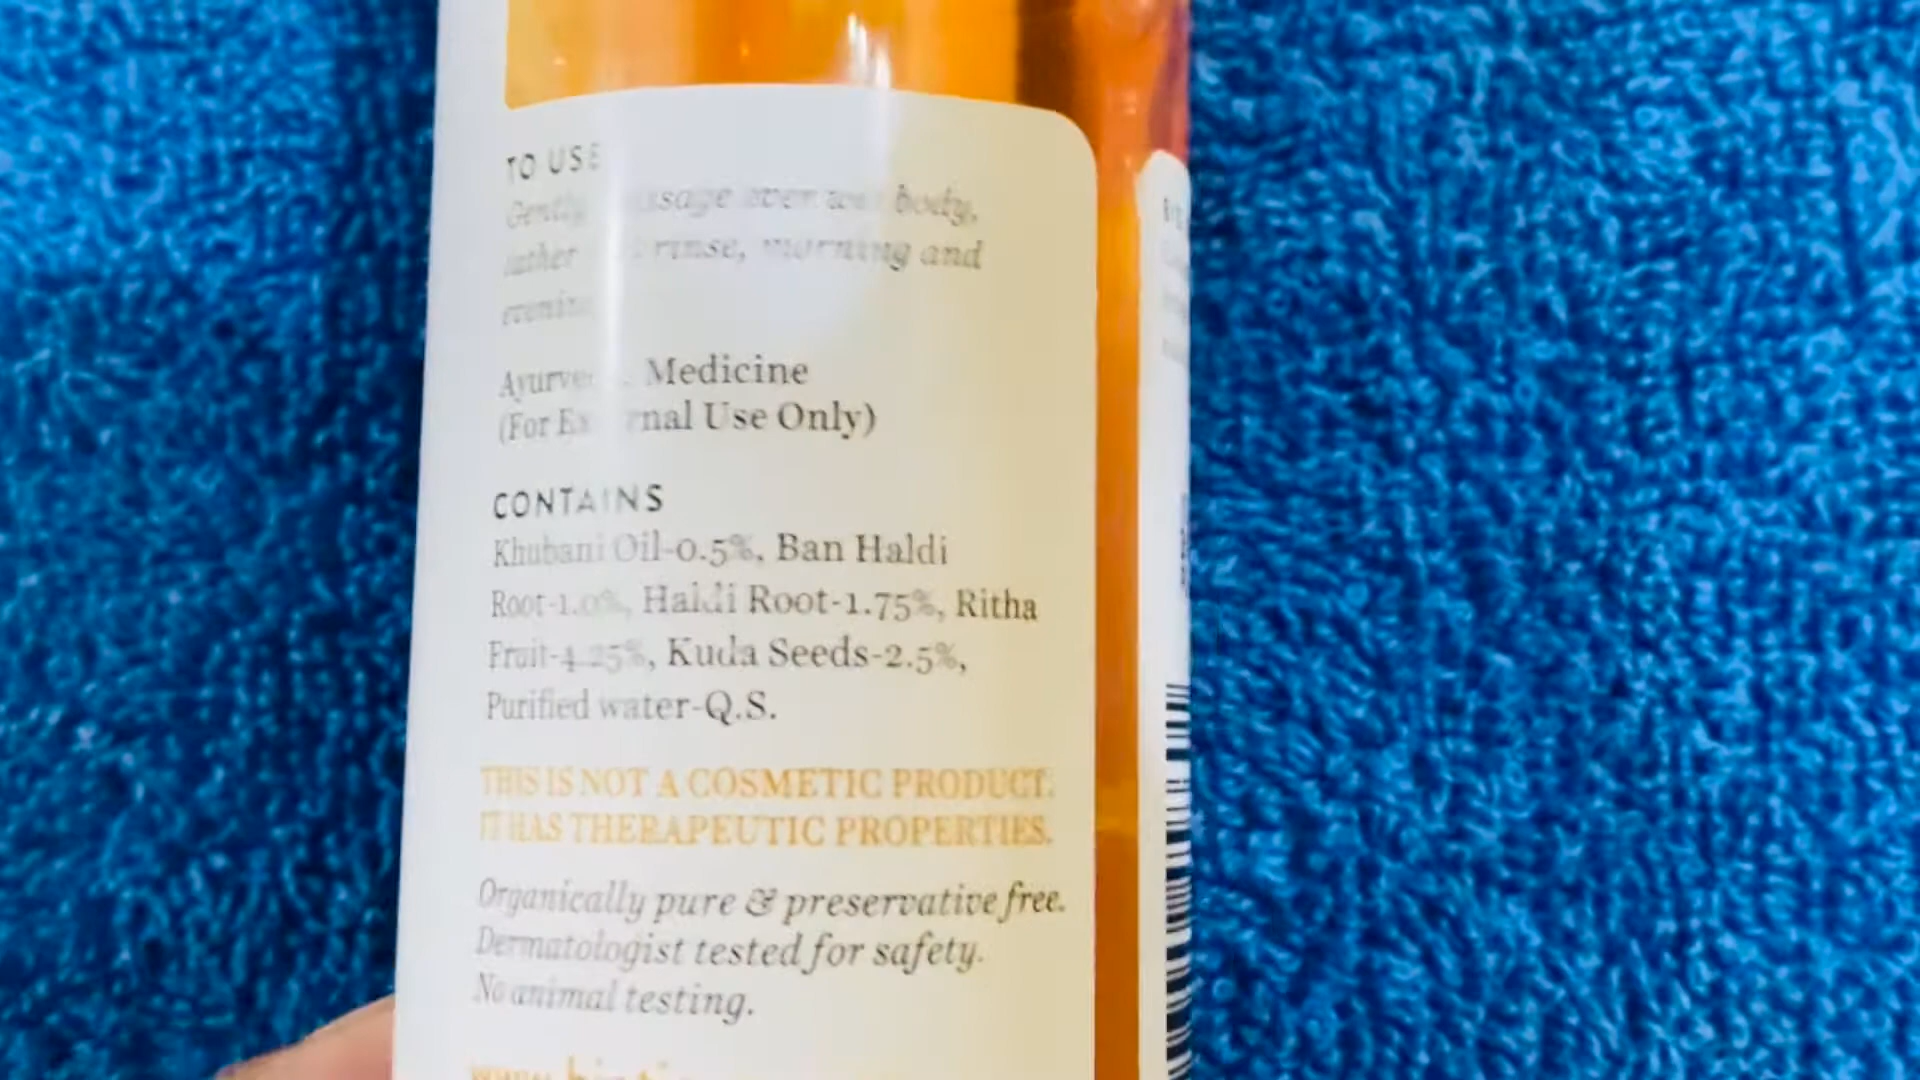 TO USE
Gently massage over wet body,
lather and rinse, morning and
evening.
Ayurvedic Medicine
(For External Use Only)
CONTAINS
Khubani Oil-0.5%, Ban Haldi
Root-1.0%, Haldi Root-1.75%, Ritha
Fruit-4.25%, Kuda Seeds-2.5%,
Purified water-Q.S.
THIS IS NOT A COSMETIC PRODUCT.
IT HAS THERAPEUTIC PROPERTIES.
Organically pure & preservative free.
Dermatologist tested for safety.
No animal testing.